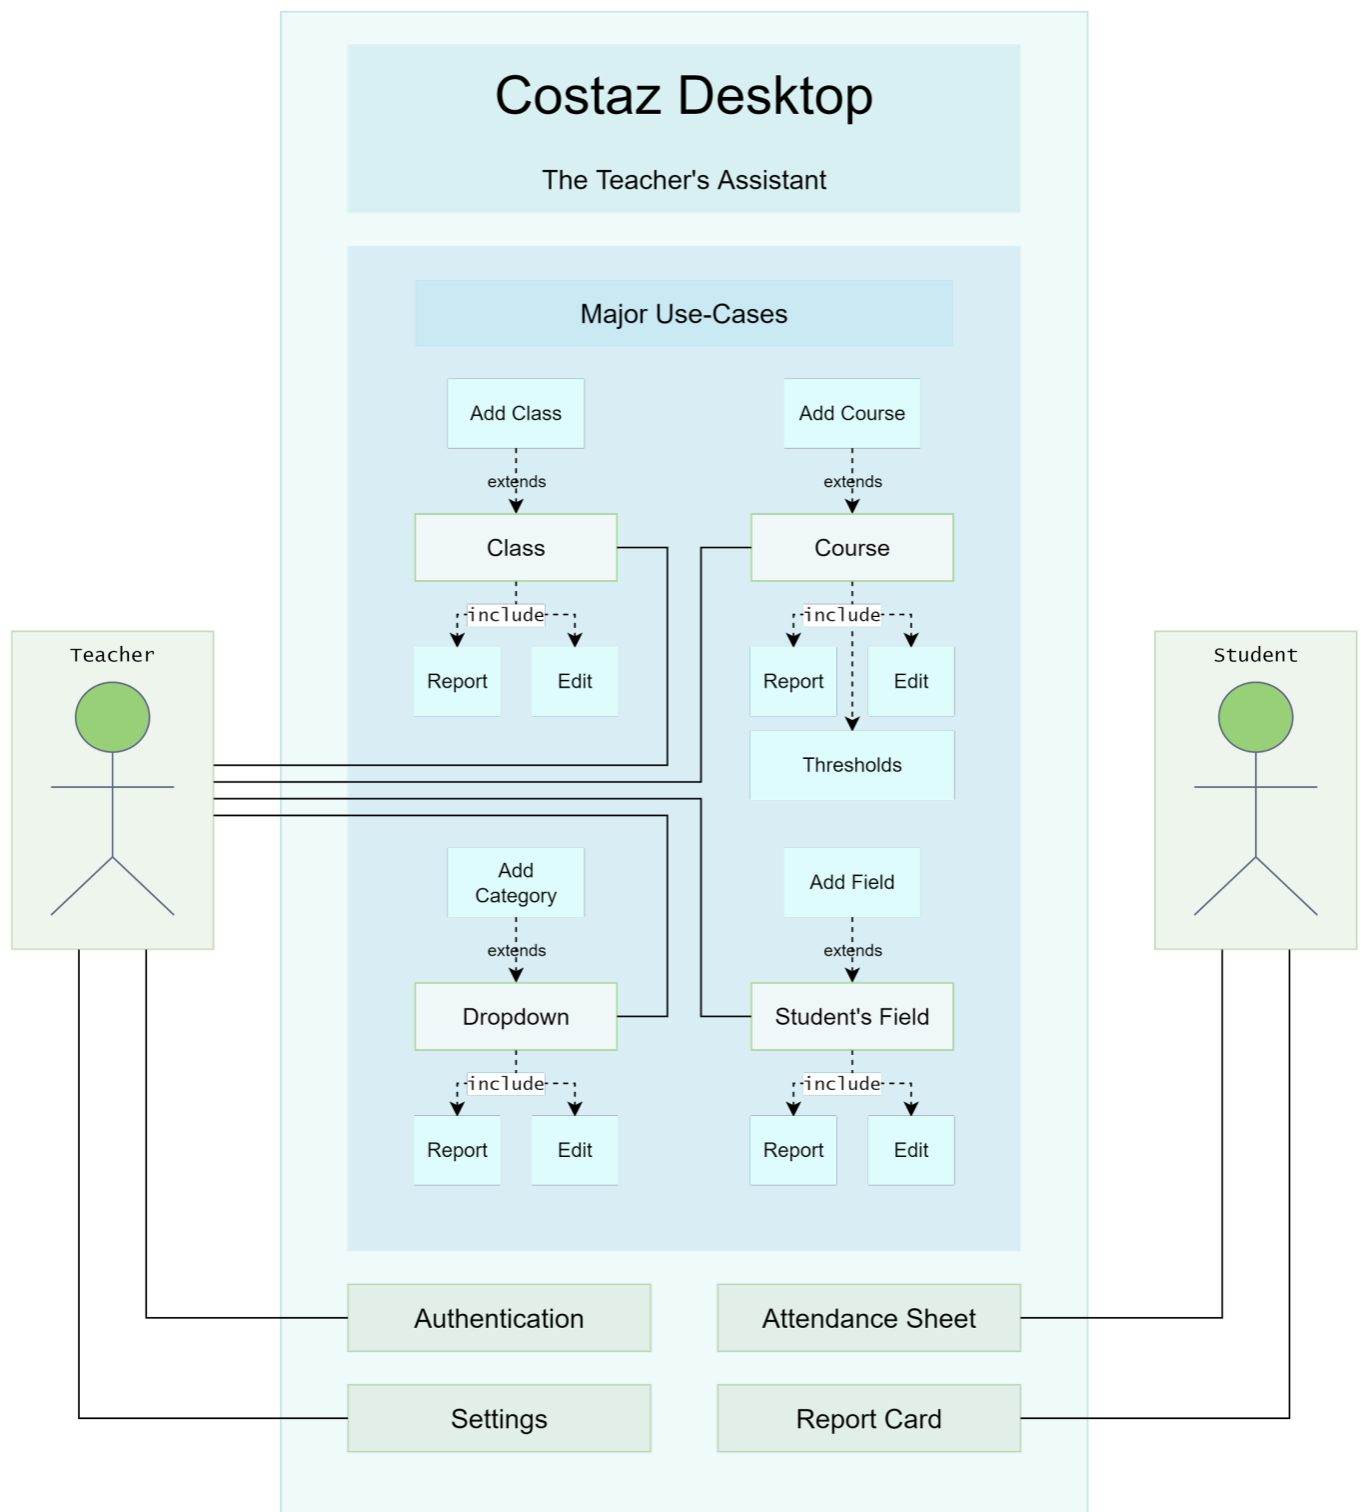 Costaz Desktop
The Teacher's Assistant
Major Use-Cases
Add Class
Add Course
extends
extends
Class
Course
include
include
Report
Edit
Report
Edit
Thresholds
Teacher
Student
Add
Category
Add Field
extends
extends
Dropdown
Student's Field
include
include
Report
Edit
Report
Edit
Authentication
Attendance Sheet
Settings
Report Card